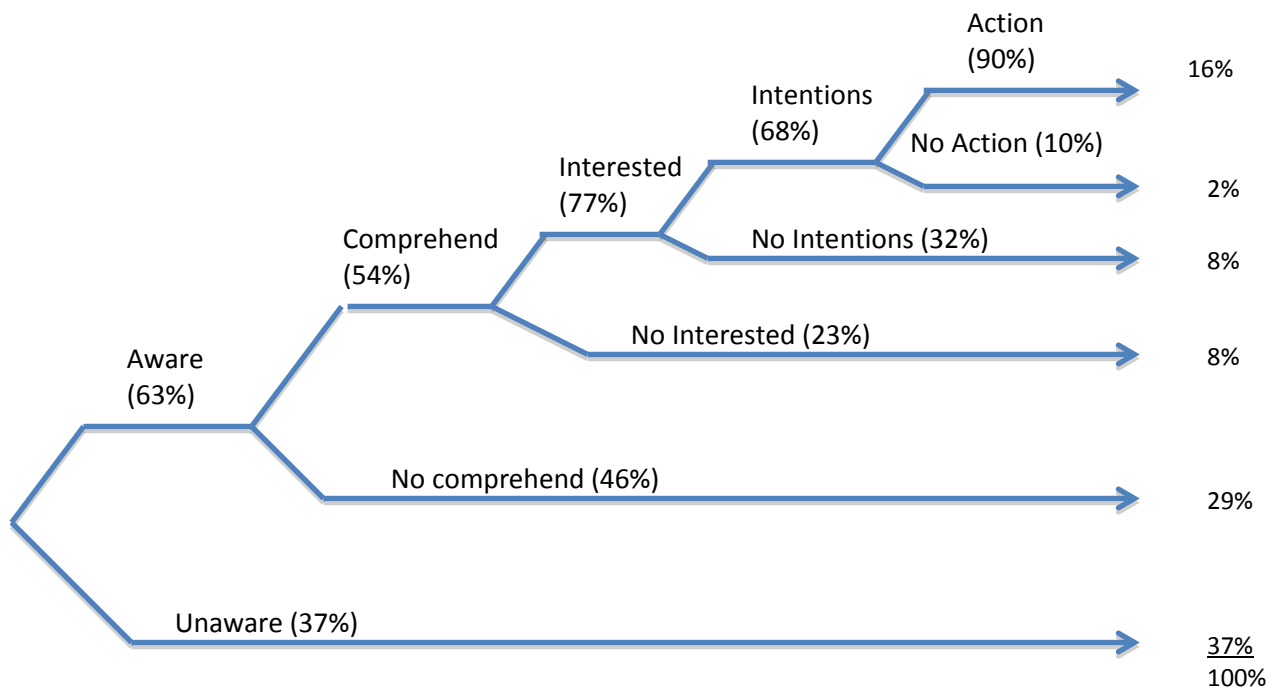 Action
(90%)
16%
Intentions
(68%)
No Action (10%)
2%
Interested
(77%)
No Intentions (32%)
8%
Comprehend
(54%)
No Interested (23%)
8%
Aware
(63%)
No comprehend (46%)
29%
Unaware (37%)
37%
100%